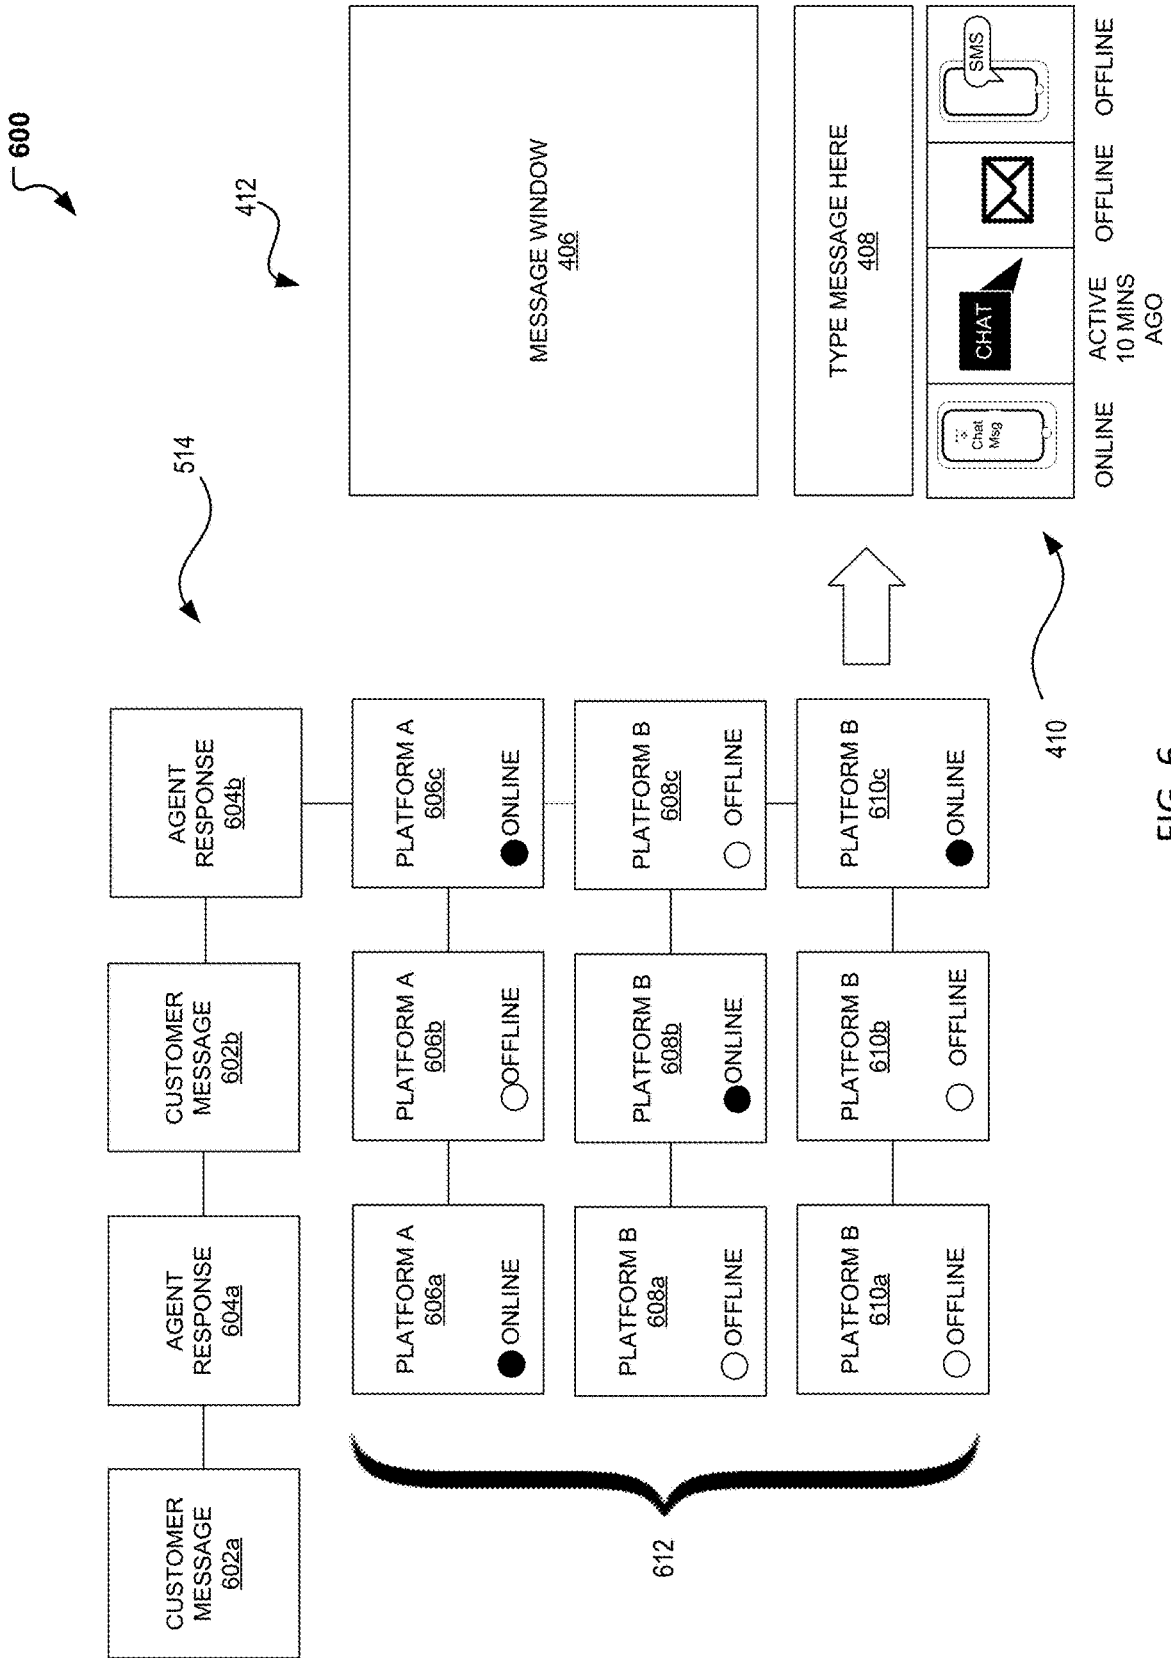 600
514
412
CUSTOMER
MESSAGE
602a
AGENT
RESPONSE
604a
CUSTOMER
MESSAGE
602b
AGENT
RESPONSE
604b
PLATFORM A
606a
ONLINE
PLATFORM A
606b
OFFLINE
PLATFORM A
606c
ONLINE
PLATFORM B
608a
OFFLINE
PLATFORM B
608b
ONLINE
PLATFORM B
608c
OFFLINE
PLATFORM B
610a
OFFLINE
PLATFORM B
610b
OFFLINE
PLATFORM B
610c
ONLINE
612
MESSAGE WINDOW
406
TYPE MESSAGE HERE
408
Chat
Msg
CHAT
SMS
ONLINE
ACTIVE
10 MINS
AGO
OFFLINE
OFFLINE
410
FIG. 6